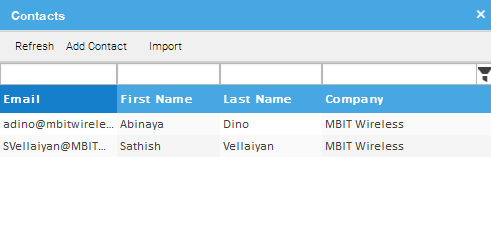 Contacts ×
Refresh Add Contact Import
Email First Name Last Name Company
adino@mbitwirele... Abinaya Dino MBIT Wireless
SVellaiyan@MBIT... Sathish Vellaiyan MBIT Wireless